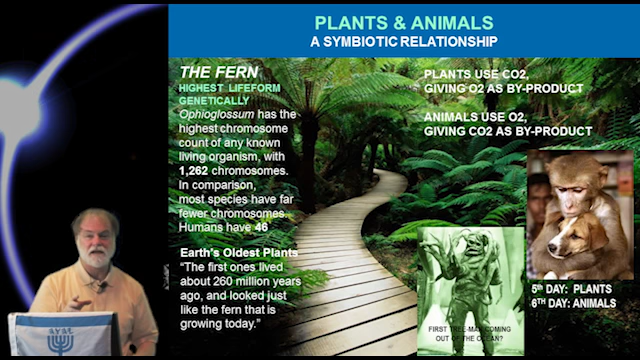 PLANTS & ANIMALS
A SYMBIOTIC RELATIONSHIP
THE FERN
HIGHEST LIFEFORM
GENETICALLY
Ophioglossum has the
highest chromosome
count of any known
living organism, with
1,262 chromosomes.
In comparison,
most species have far
fewer chromosomes.
Humans have 46
Earth's Oldest Plants
“The first ones lived
about 260 million years
ago, and looked just
like the fern that is
growing today.”
PLANTS USE CO2,
GIVING O2 AS BY-PRODUCT
ANIMALS USE O2,
GIVING CO2 AS BY-PRODUCT
5th DAY: PLANTS
6TH DAY: ANIMALS
FIRST TREE-MAN COMING
OUT OF THE OCEAN?